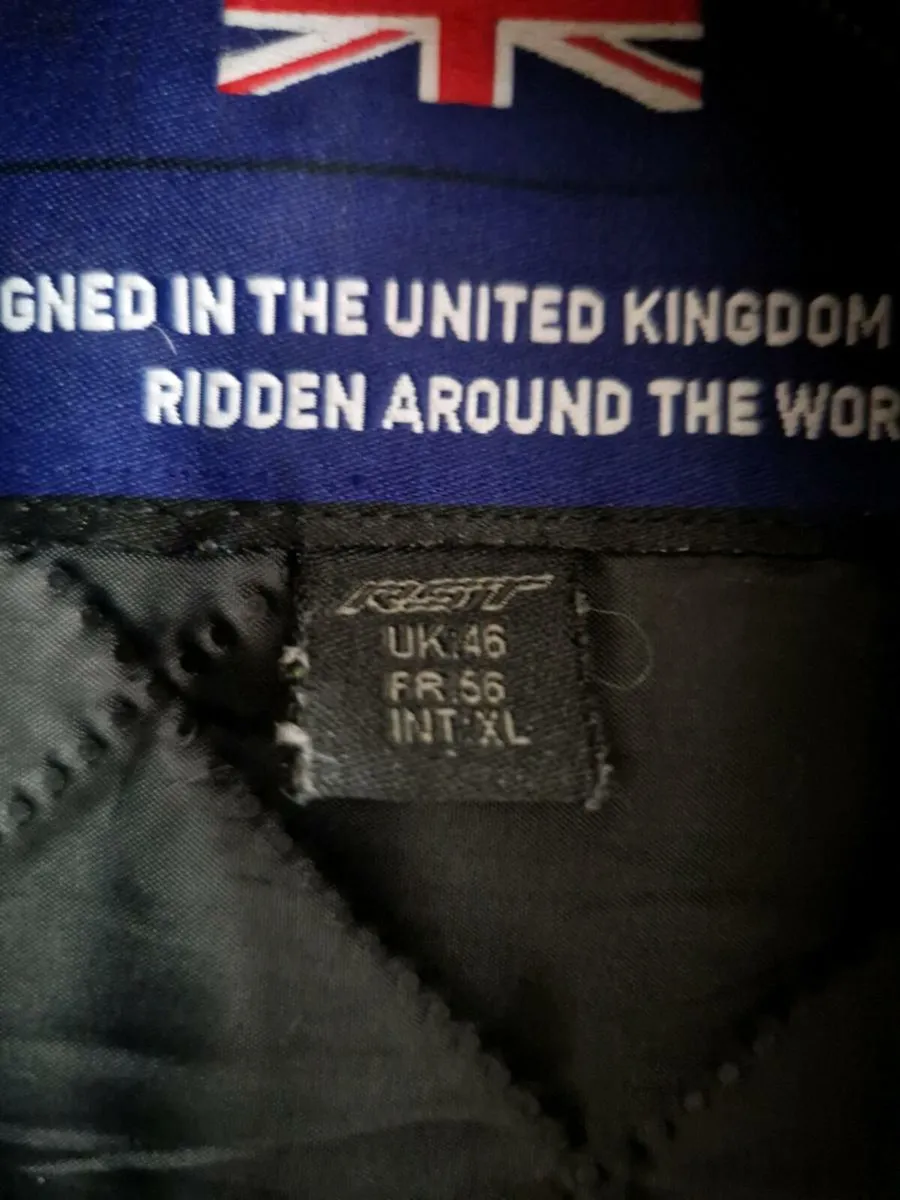 GNED IN THE UNITED KINGDOM
RIDDEN AROUND THE WOR
RST
UK:46
FR:56
INT:XL